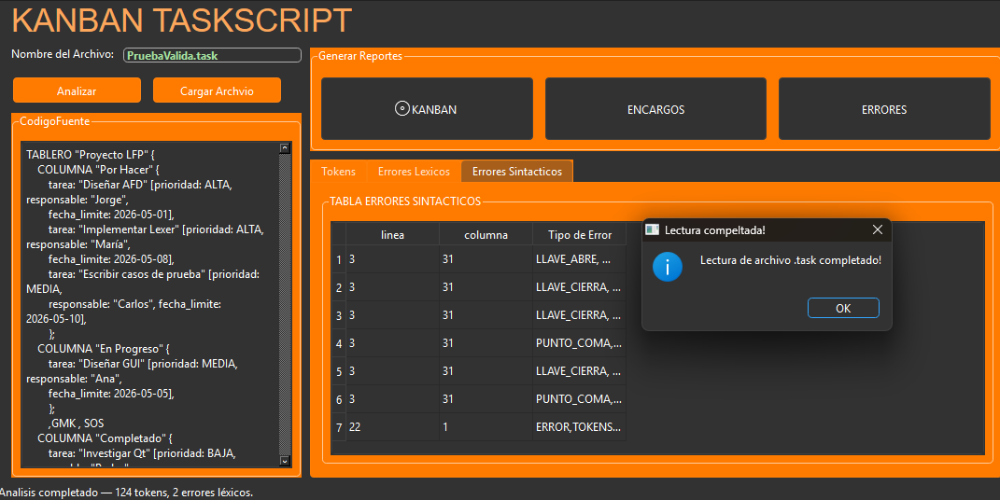 KANBAN TASKSCRIPT
Nombre del Archivo: PruebaValida.task
Analizar
Cargar Archvio
CodigoFuente
TABLERO "Proyecto LFP" {
COLUMNA "Por Hacer" {
tarea: "Diseñar AFD" [prioridad: ALTA,
responsable: "Jorge",
fecha_limite: 2026-05-01],
tarea: "Implementar Lexer" [prioridad: ALTA,
responsable: "María",
fecha_limite: 2026-05-08],
tarea: "Escribir casos de prueba" [prioridad:
MEDIA,
responsable: "Carlos", fecha_limite:
2026-05-10],
};
COLUMNA "En Progreso" {
tarea: "Diseñar GUI" [prioridad: MEDIA,
responsable: "Ana",
fecha_limite: 2026-05-05],
};
,GMK , SOS
COLUMNA "Completado" {
tarea: "Investigar Qt" [prioridad: BAJA,
Generar Reportes
KANBAN
ENCARGOS
ERRORES
Tokens
Errores Lexicos
Errores Sintacticos
TABLA ERRORES SINTACTICOS
linea columna Tipo de Error
1 3 31 LLAVE_ABRE, ...
2 3 31 LLAVE_CIERRA, ...
3 3 31 LLAVE_CIERRA, ...
4 3 31 PUNTO_COMA,...
5 3 31 LLAVE_CIERRA, ...
6 3 31 PUNTO_COMA,...
7 22 1 ERROR,TOKENS...
Lectura compeltada!
Lectura de archivo .task completado!
OK
Analisis completado — 124 tokens, 2 errores léxicos.